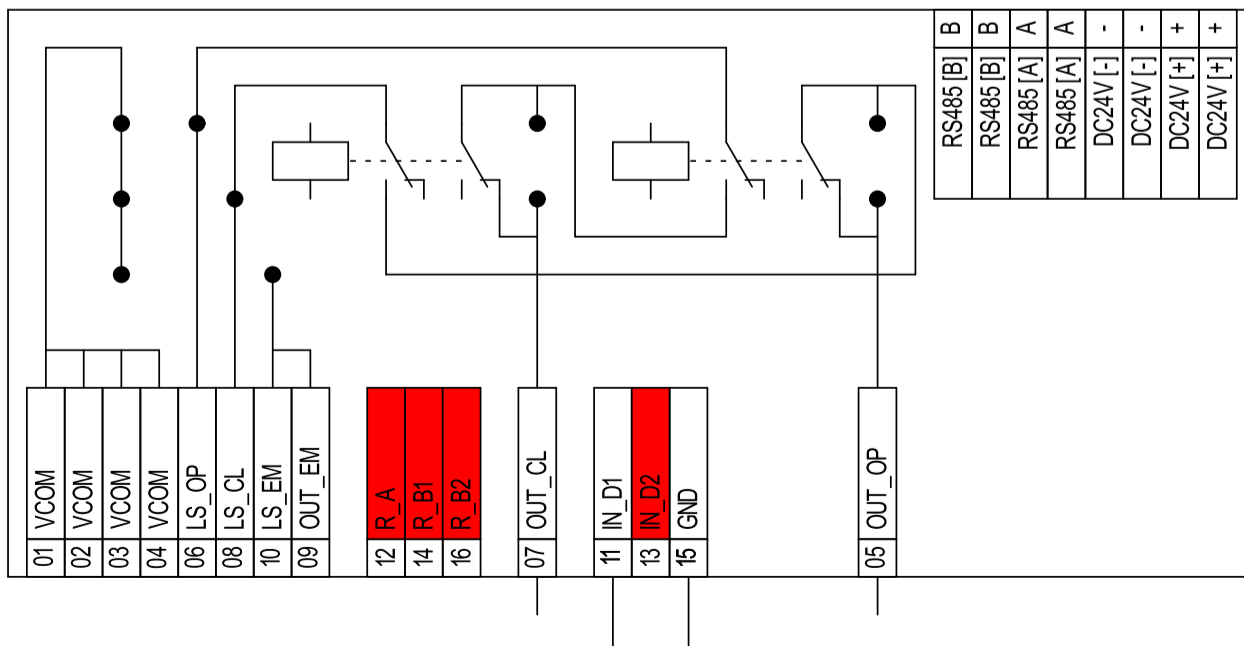 B
B
A
A
-
-
+
+
RS485 [B]
RS485 [B]
RS485 [A]
RS485 [A]
DC24V [-]
DC24V [-]
DC24V [+]
DC24V [+]
VCOM
VCOM
VCOM
VCOM
LS_OP
LS_CL
LS_EM
OUT_EM
R_A
R_B1
R_B2
OUT_CL
IN_D1
IN_D2
GND
OUT_OP
01
02
03
04
06
08
10
09
12
14
16
07
11
13
15
05